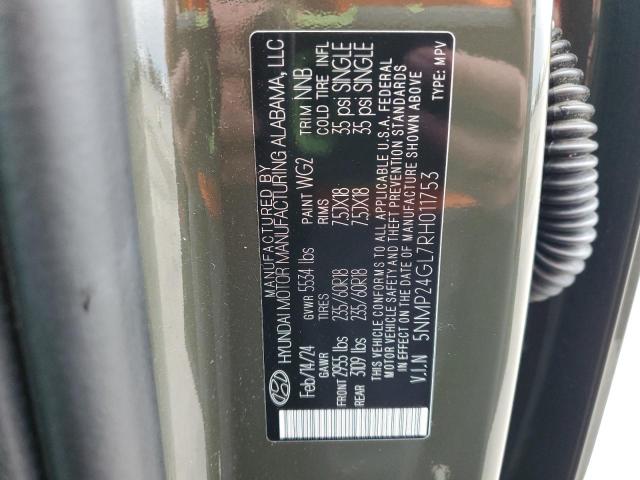 MANUFACTURED BY
HYUNDAI MOTOR MANUFACTURING ALABAMA, LLC
Feb/14/24 GVWR 5534 lbs PAINT WG2 TRIM NNB
GAWR TIRES RIMS COLD TIRE INFL
FRONT 2955 lbs 235/60R18 7.5JX18 35 psi SINGLE
REAR 3109 lbs 235/60R18 7.5JX18 35 psi SINGLE
THIS VEHICLE CONFORMS TO ALL APPLICABLE U.S.A. FEDERAL
MOTOR VEHICLE SAFETY AND THEFT PREVENTION STANDARDS
IN EFFECT ON THE DATE OF MANUFACTURE SHOWN ABOVE
V.I.N 5NMP24GL7RH011753 TYPE: MPV